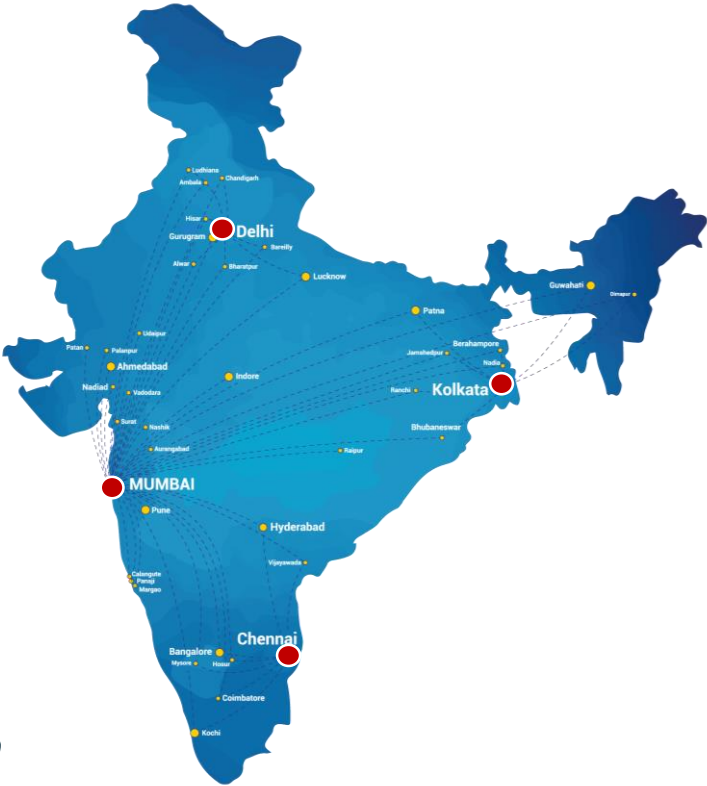 Ludhiana
Chandigarh
Ambala
Hisar
Delhi
Gurugram
Bareilly
Alwar
Bharatpur
Lucknow
Guwahati
Dimapur
Patna
Udaipur
Berahampore
Patan
Palanpur
Jamshedpur
Nadia
Ahmedabad
Indore
Nadiad
Vadodara
Ranchi
Kolkata
Surat
Nashik
Bhubaneswar
Aurangabad
Raipur
MUMBAI
Pune
Hyderabad
Vijayawada
Calangute
Panaji
Margao
Chennai
Bangalore
Mysore
Hosur
Coimbatore
Kochi